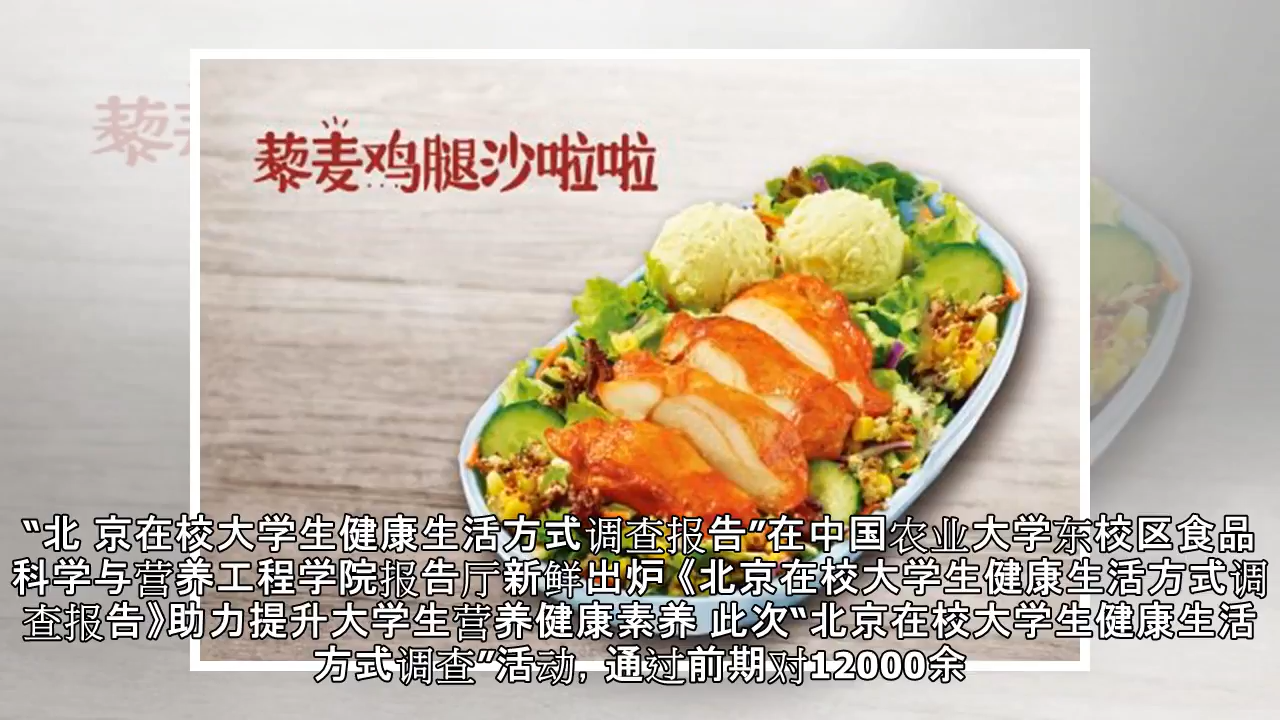 藜麦鸡腿沙啦啦
藜
“北 京在校大学生健康生活方式调查报告”在中国农业大学东校区食品
科学与营养工程学院报告厅新鲜出炉《北京在校大学生健康生活方式调
查报告》助力提升大学生营养健康素养 此次“北京在校大学生健康生活
方式调查”活动，通过前期对12000余